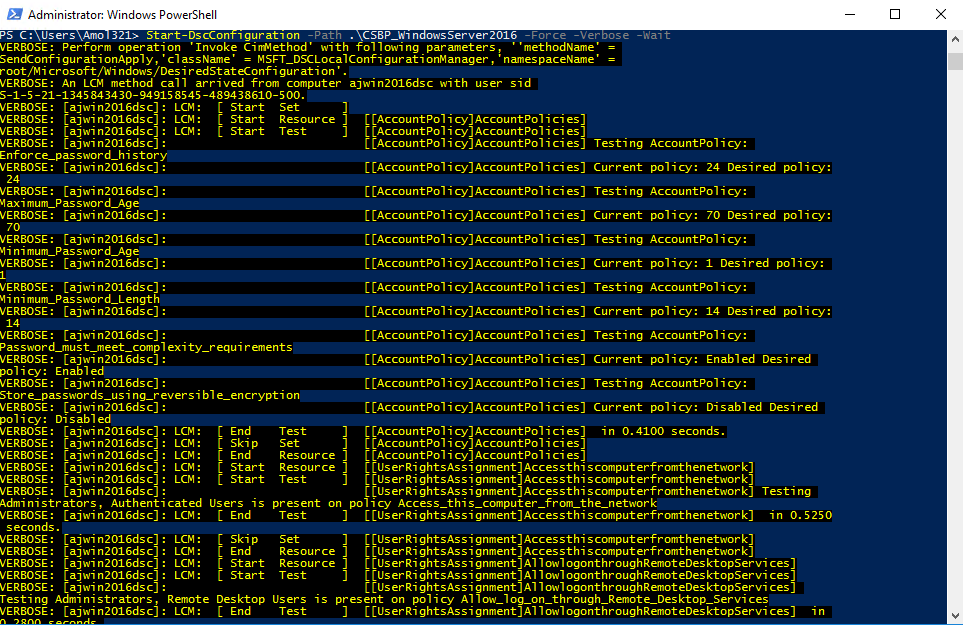 Administrator: Windows PowerShell
PS C:\Users\Amol321> Start-DscConfiguration -Path .\CSBP_WindowsServer2016 -Force -Verbose -Wait
VERBOSE: Perform operation 'Invoke CimMethod' with following parameters, ''methodName' =
SendConfigurationApply,'className' = MSFT_DSCLocalConfigurationManager,'namespaceName' =
root/Microsoft/Windows/DesiredStateConfiguration'.
VERBOSE: An LCM method call arrived from computer ajwin2016dsc with user sid
S-1-5-21-1345843430-949158545-489438610-500.
VERBOSE: [ajwin2016dsc]: LCM:  [ Start  Set      ]
VERBOSE: [ajwin2016dsc]: LCM:  [ Start  Resource ]  [[AccountPolicy]AccountPolicies]
VERBOSE: [ajwin2016dsc]: LCM:  [ Start  Test     ]  [[AccountPolicy]AccountPolicies]
VERBOSE: [ajwin2016dsc]:                            [[AccountPolicy]AccountPolicies] Testing AccountPolicy:
Enforce_password_history
VERBOSE: [ajwin2016dsc]:                            [[AccountPolicy]AccountPolicies] Current policy: 24 Desired policy:
 24
VERBOSE: [ajwin2016dsc]:                            [[AccountPolicy]AccountPolicies] Testing AccountPolicy:
Maximum_Password_Age
VERBOSE: [ajwin2016dsc]:                            [[AccountPolicy]AccountPolicies] Current policy: 70 Desired policy:
 70
VERBOSE: [ajwin2016dsc]:                            [[AccountPolicy]AccountPolicies] Testing AccountPolicy:
Minimum_Password_Age
VERBOSE: [ajwin2016dsc]:                            [[AccountPolicy]AccountPolicies] Current policy: 1 Desired policy:
1
VERBOSE: [ajwin2016dsc]:                            [[AccountPolicy]AccountPolicies] Testing AccountPolicy:
Minimum_Password_Length
VERBOSE: [ajwin2016dsc]:                            [[AccountPolicy]AccountPolicies] Current policy: 14 Desired policy:
 14
VERBOSE: [ajwin2016dsc]:                            [[AccountPolicy]AccountPolicies] Testing AccountPolicy:
Password_must_meet_complexity_requirements
VERBOSE: [ajwin2016dsc]:                            [[AccountPolicy]AccountPolicies] Current policy: Enabled Desired
policy: Enabled
VERBOSE: [ajwin2016dsc]:                            [[AccountPolicy]AccountPolicies] Testing AccountPolicy:
Store_passwords_using_reversible_encryption
VERBOSE: [ajwin2016dsc]:                            [[AccountPolicy]AccountPolicies] Current policy: Disabled Desired
policy: Disabled
VERBOSE: [ajwin2016dsc]: LCM:  [ End    Test     ]  [[AccountPolicy]AccountPolicies]  in 0.4100 seconds.
VERBOSE: [ajwin2016dsc]: LCM:  [ Skip   Set      ]  [[AccountPolicy]AccountPolicies]
VERBOSE: [ajwin2016dsc]: LCM:  [ End    Resource ]  [[AccountPolicy]AccountPolicies]
VERBOSE: [ajwin2016dsc]: LCM:  [ Start  Resource ]  [[UserRightsAssignment]Accessthiscomputerfromthenetwork]
VERBOSE: [ajwin2016dsc]: LCM:  [ Start  Test     ]  [[UserRightsAssignment]Accessthiscomputerfromthenetwork]
VERBOSE: [ajwin2016dsc]:                            [[UserRightsAssignment]Accessthiscomputerfromthenetwork] Testing
Administrators, Authenticated Users is present on policy Access_this_computer_from_the_network
VERBOSE: [ajwin2016dsc]: LCM:  [ End    Test     ]  [[UserRightsAssignment]Accessthiscomputerfromthenetwork]  in 0.5250
 seconds.
VERBOSE: [ajwin2016dsc]: LCM:  [ Skip   Set      ]  [[UserRightsAssignment]Accessthiscomputerfromthenetwork]
VERBOSE: [ajwin2016dsc]: LCM:  [ End    Resource ]  [[UserRightsAssignment]Accessthiscomputerfromthenetwork]
VERBOSE: [ajwin2016dsc]: LCM:  [ Start  Resource ]  [[UserRightsAssignment]AllowlogonthroughRemoteDesktopServices]
VERBOSE: [ajwin2016dsc]: LCM:  [ Start  Test     ]  [[UserRightsAssignment]AllowlogonthroughRemoteDesktopServices]
VERBOSE: [ajwin2016dsc]:                            [[UserRightsAssignment]AllowlogonthroughRemoteDesktopServices]
Testing Administrators, Remote Desktop Users is present on policy Allow_log_on_through_Remote_Desktop_Services
VERBOSE: [ajwin2016dsc]: LCM:  [ End    Test     ]  [[UserRightsAssignment]AllowlogonthroughRemoteDesktopServices]  in
0.2800 seconds.